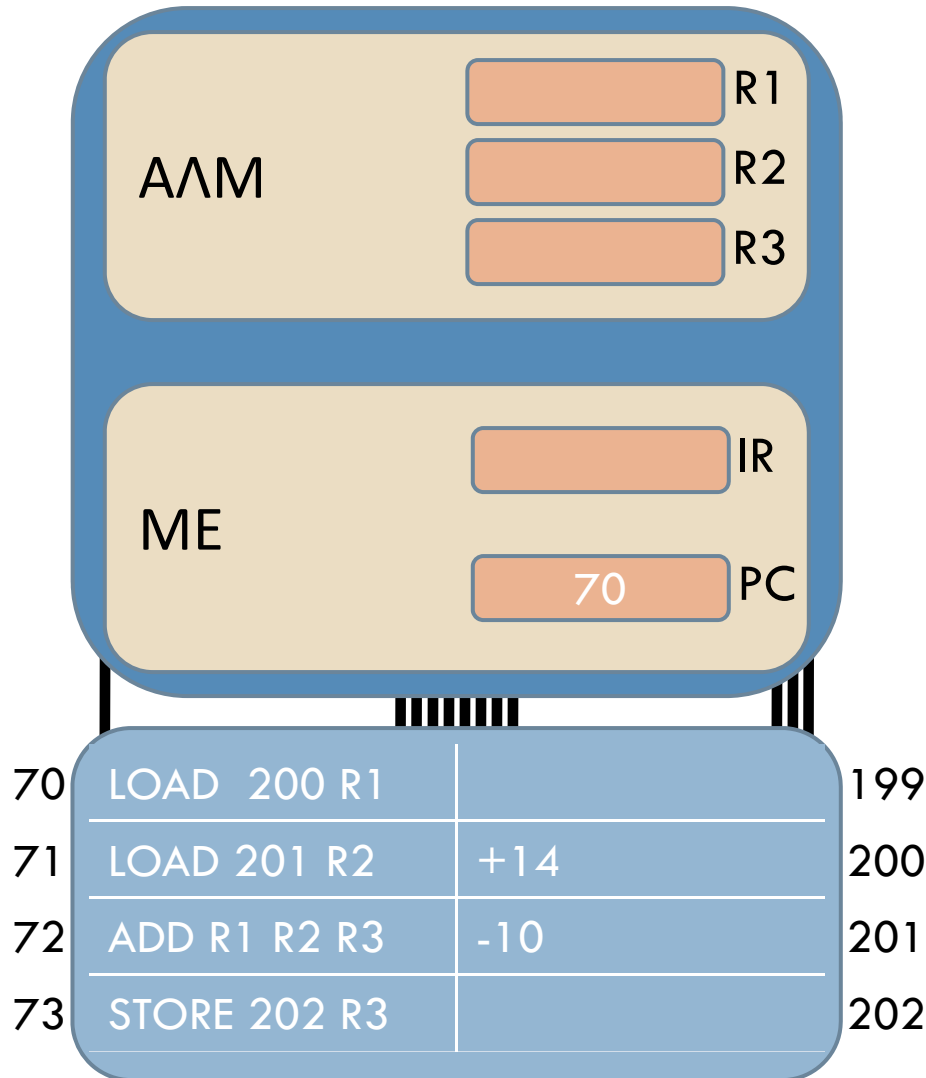 R1
ΑΛΜ
R2
R3
IR
ME
70 PC
70 LOAD 200 R1 199
71 LOAD 201 R2 +14 200
72 ADD R1 R2 R3 -10 201
73 STORE 202 R3 202